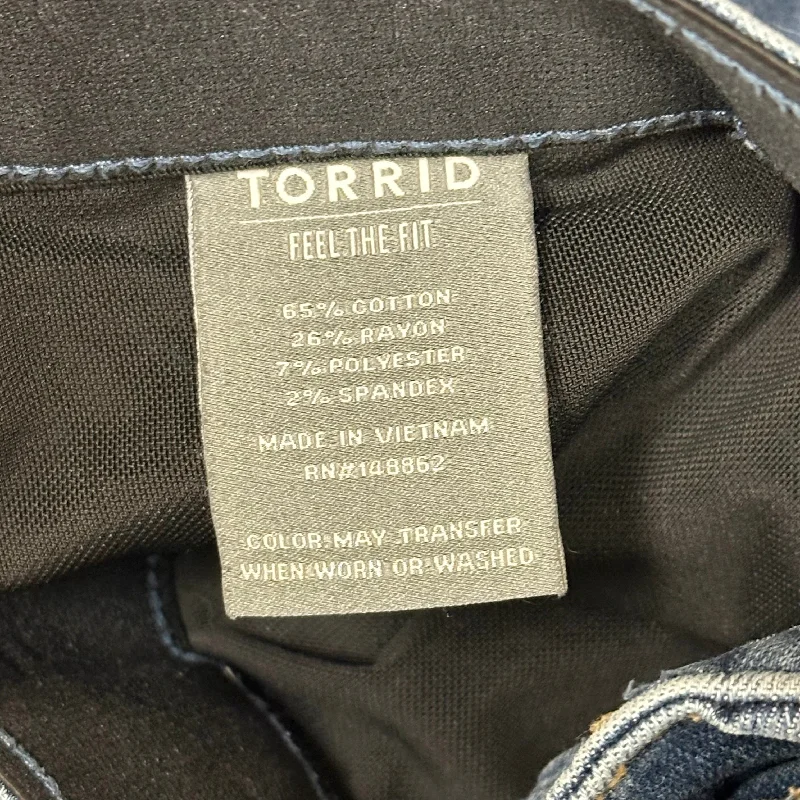 TORRID
FEEL THE FIT
65% COTTON
26% RAYON
7% POLYESTER
2% SPANDEX
MADE IN VIETNAM
RN#148862
COLOR MAY TRANSFER
WHEN WORN OR WASHED